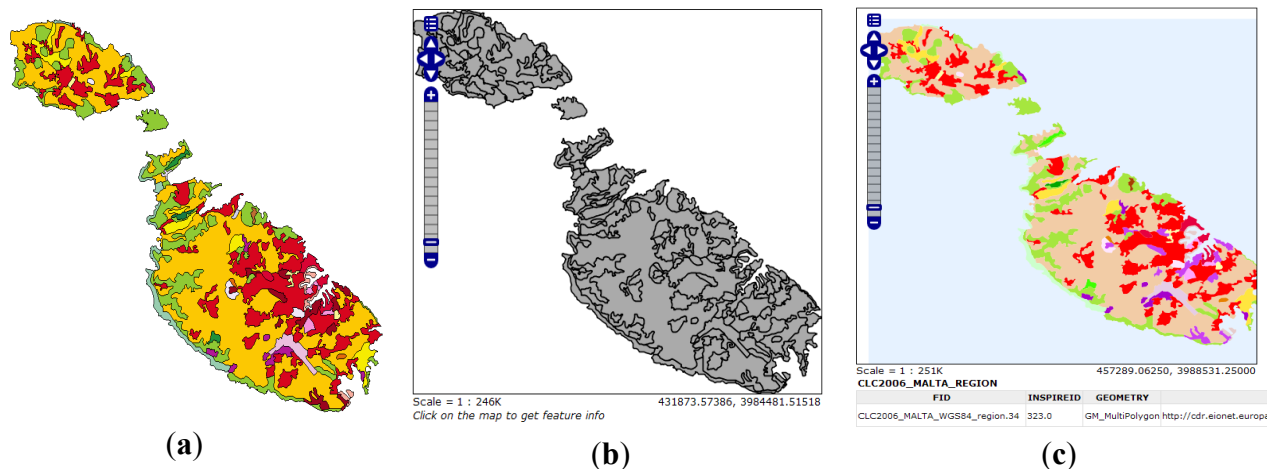 Scale = 1 : 246K
431873.57386, 3984481.51518
Click on the map to get feature info
Scale = 1 : 251K
457289.06250, 3988531.25000
CLC2006_MALTA_REGION
FID INSPIREID GEOMETRY
CLC2006_MALTA_WGS84_region.34 323.0 GM_MultiPolygon http://cdr.eionet.europa
(a)
(b)
(c)